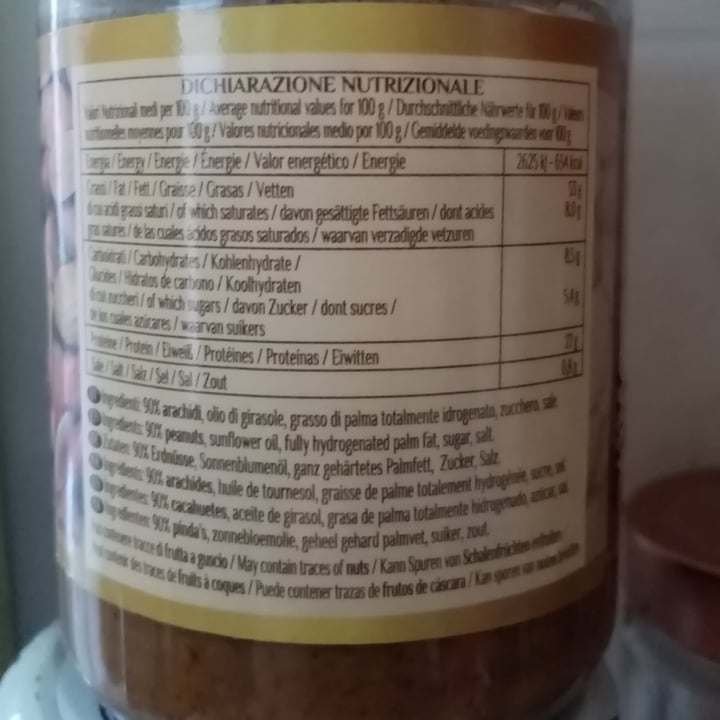 DICHIARAZIONE NUTRIZIONALE
Valori Nutrizionali medi per 100 g / Average nutritional values for 100 g / Durchschnittliche Nährwerte für 100 g / Valeurs
nutritionnelles moyennes pour 100 g / Valores nutricionales medio por 100 g / Gemiddelde voedingswaarden voor 100 g
Energia / Energy / Energie / Énergie / Valor energético / Energie 2625 kJ -
Grassi / Fat / Fett / Graisse / Grasas / Vetten
di cui acidi grassi saturi / of which saturates / davon gesättigte Fettsäuren / dont acides 8,0 g
gras saturés / de las cuales ácidos grasos saturados / waarvan verzadigde vetzuren
Carboidrati / Carbohydrates / Kohlenhydrate /
Glucides / Hidratos de carbono / Koolhydraten
di cui zuccheri / of which sugars / davon Zucker / dont sucres / 5,4 g
de los cuales azúcares / waarvan suikers
Proteine / Protein / Eiweiß / Protéines / Proteínas / Eiwitten 27 g
Sale / Salt / Salz / Sel / Sal / Zout 0,8 g
Ingredienti: 90% arachidi, olio di girasole, grasso di palma totalmente idrogenato, zucchero, sale.
Ingredients: 90% peanuts, sunflower oil, fully hydrogenated palm fat, sugar, salt.
Zutaten: 90% Erdnüsse, Sonnenblumenöl, ganz gehärtetes Palmfett, Zucker, Salz.
Ingrédients: 90% arachides, huile de tournesol, graisse de palme totalement hydrogénée, sucre, sel.
Ingredientes: 90% cacahuetes, aceite de girasol, grasa de palma totalmente hidrogenado, azúcar, sal.
Ingrediënten: 90% pinda's, zonnebloemolie, geheel gehard palmvet, suiker, zout.
Può contenere tracce di frutta a guscio / May contain traces of nuts / Kann Spuren von Schalenfrüchten enthalten /
Peut contenir des traces de fruits à coques / Puede contener trazas de frutos de cáscara / Kan sporen van noten bevatten